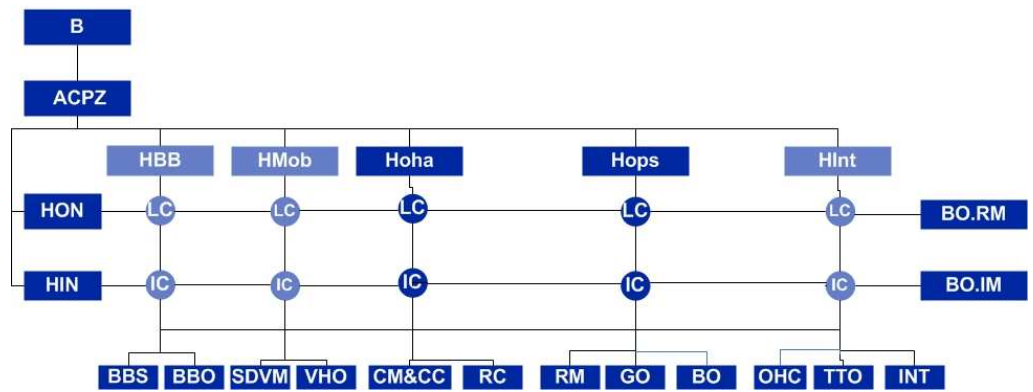 B
ACPZ
HBB HMob Hoha Hops HInt
HON LC LC LC LC LC BO.RM
HIN IC IC IC IC IC BO.IM
BBS BBO SDVM VHO CM&CC RC RM GO BO OHC TTO INT